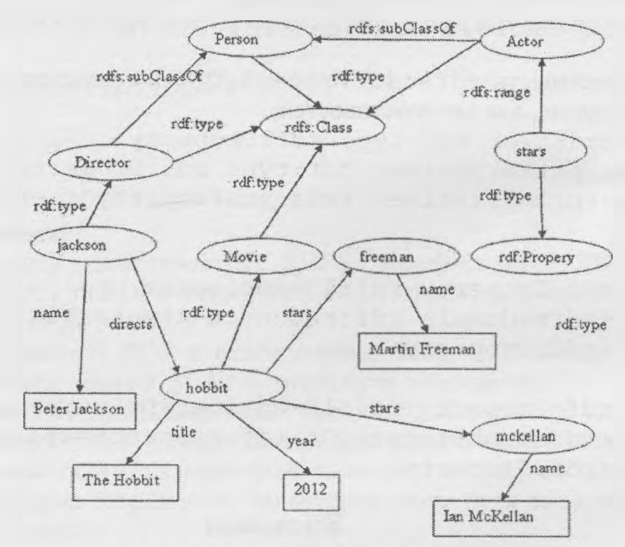 Person
rdfs:subClassOf
Actor
rdfs:subClassOf
rdf:type
rdfs:range
rdf:type
rdfs:Class
Director
stars
rdf:type
rdf:type
rdf:type
jackson
Movie
freeman
rdf:Propery
name
directs
rdf:type
stars
name
rdf:type
Martin Freeman
hobbit
Peter Jackson
stars
mckellan
title
year
name
The Hobbit
2012
Ian McKellan